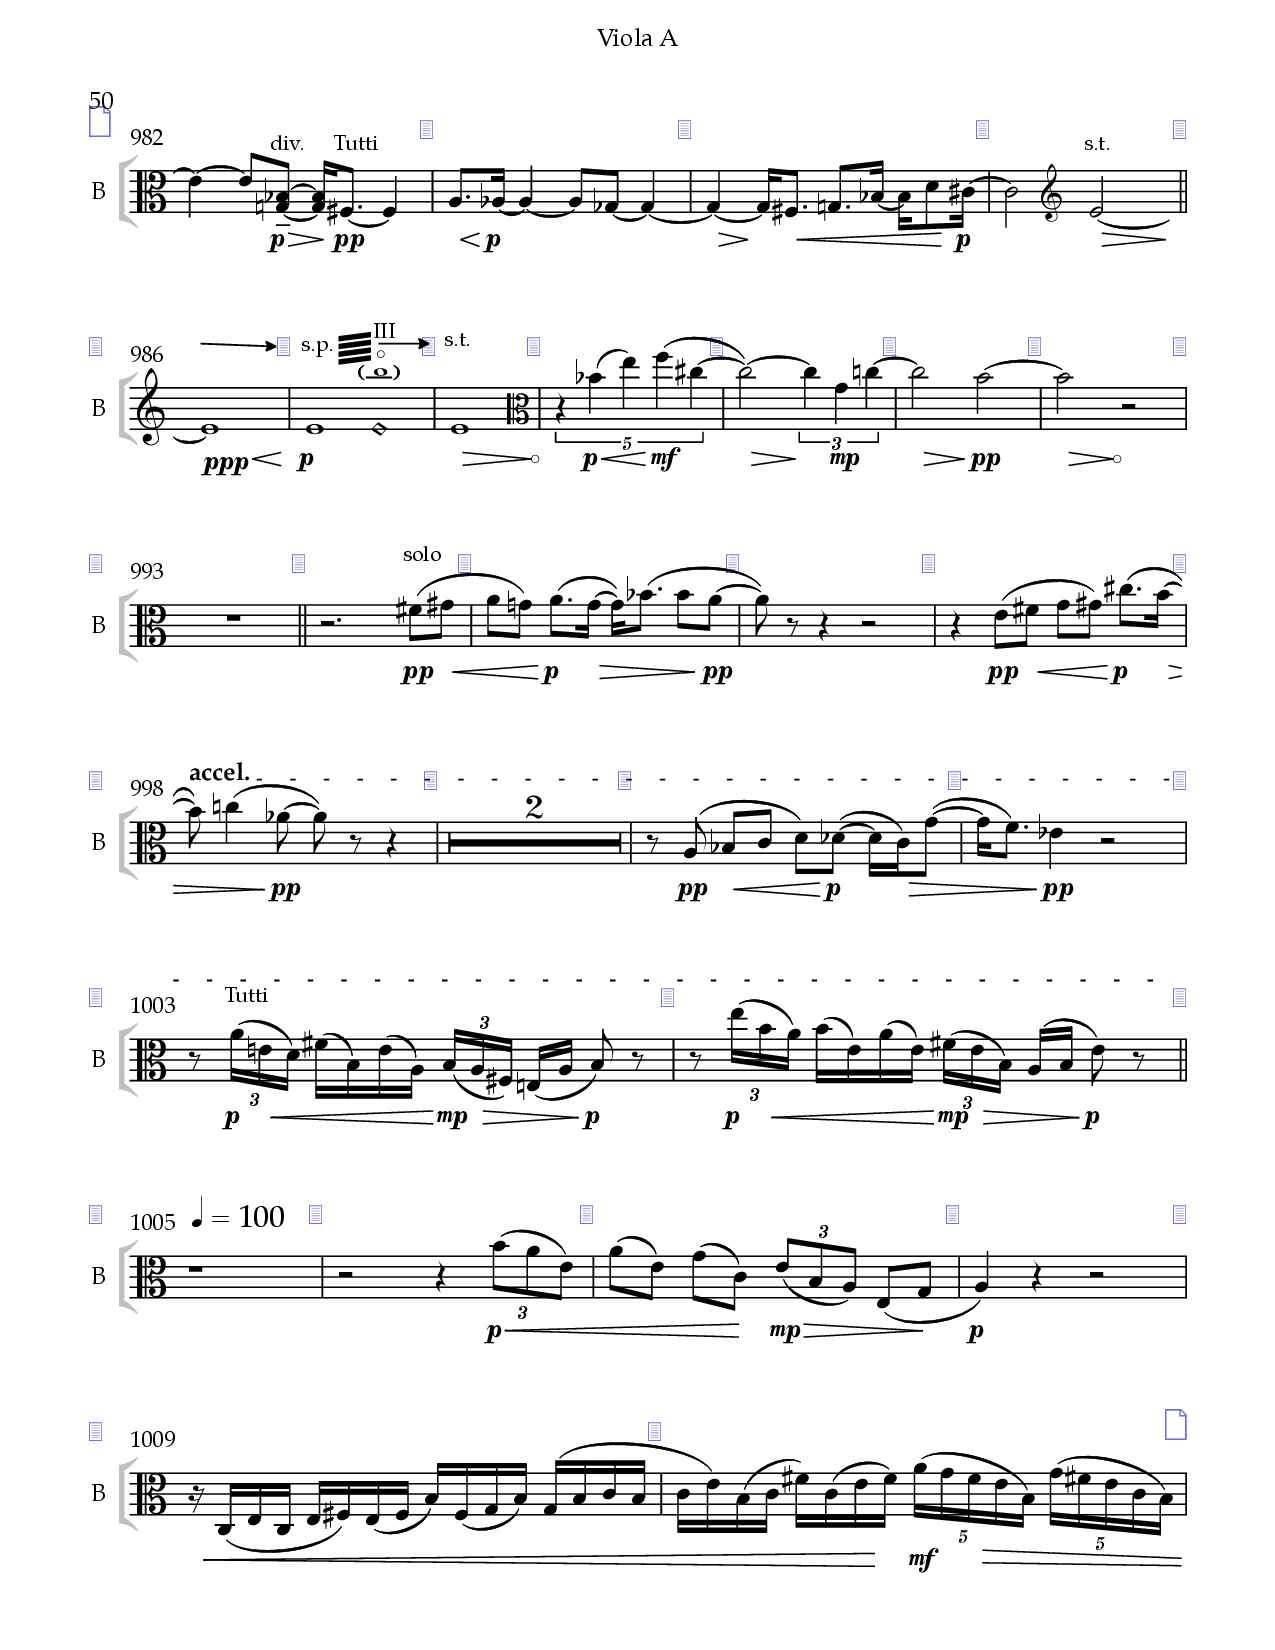 Viola A
50
982 div. Tutti s.t.
B
p pp p p
986 s.p. III s.t.
B
5 3
ppp p p mf mp pp
993 solo
B
pp p pp pp p
998 accel.
2
B
pp pp p pp
1003 Tutti
3
B
3 3 3
p mp p p mp p
1005 = 100
3
B
3
p mp p
1009
B
5 5
mf